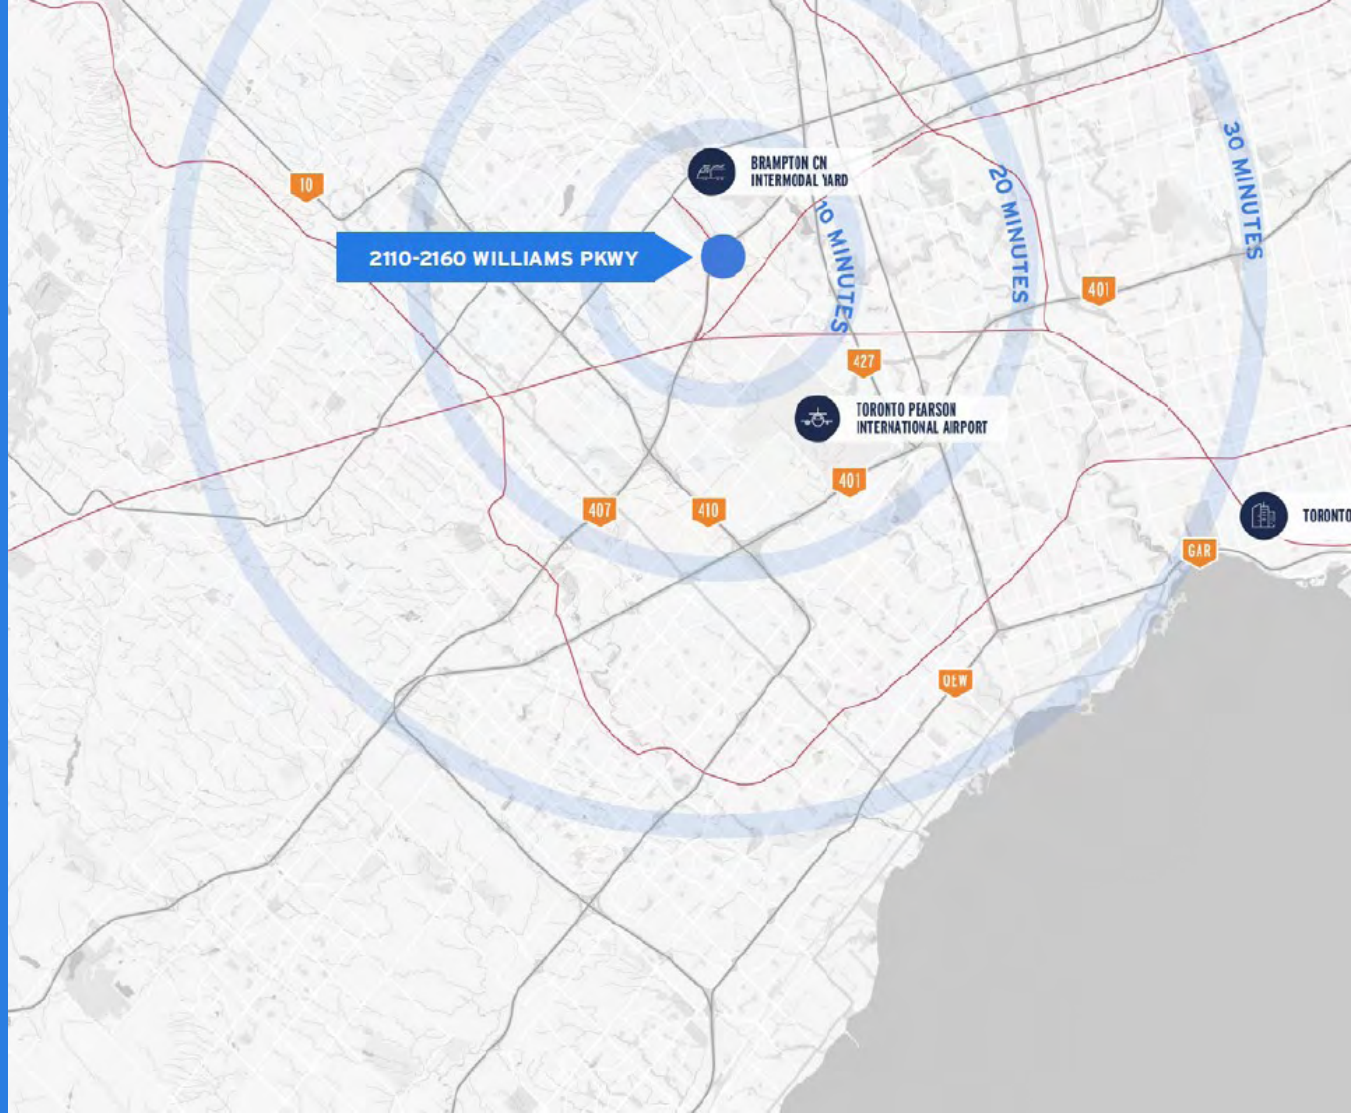 BRAMPTON CN
INTERMODAL YARD
10
2110-2160 WILLIAMS PKWY
10 MINUTES
20 MINUTES
30 MINUTES
401
427
TORONTO PEARSON
INTERNATIONAL AIRPORT
401
407
410
TORONTO
GAR
QEW